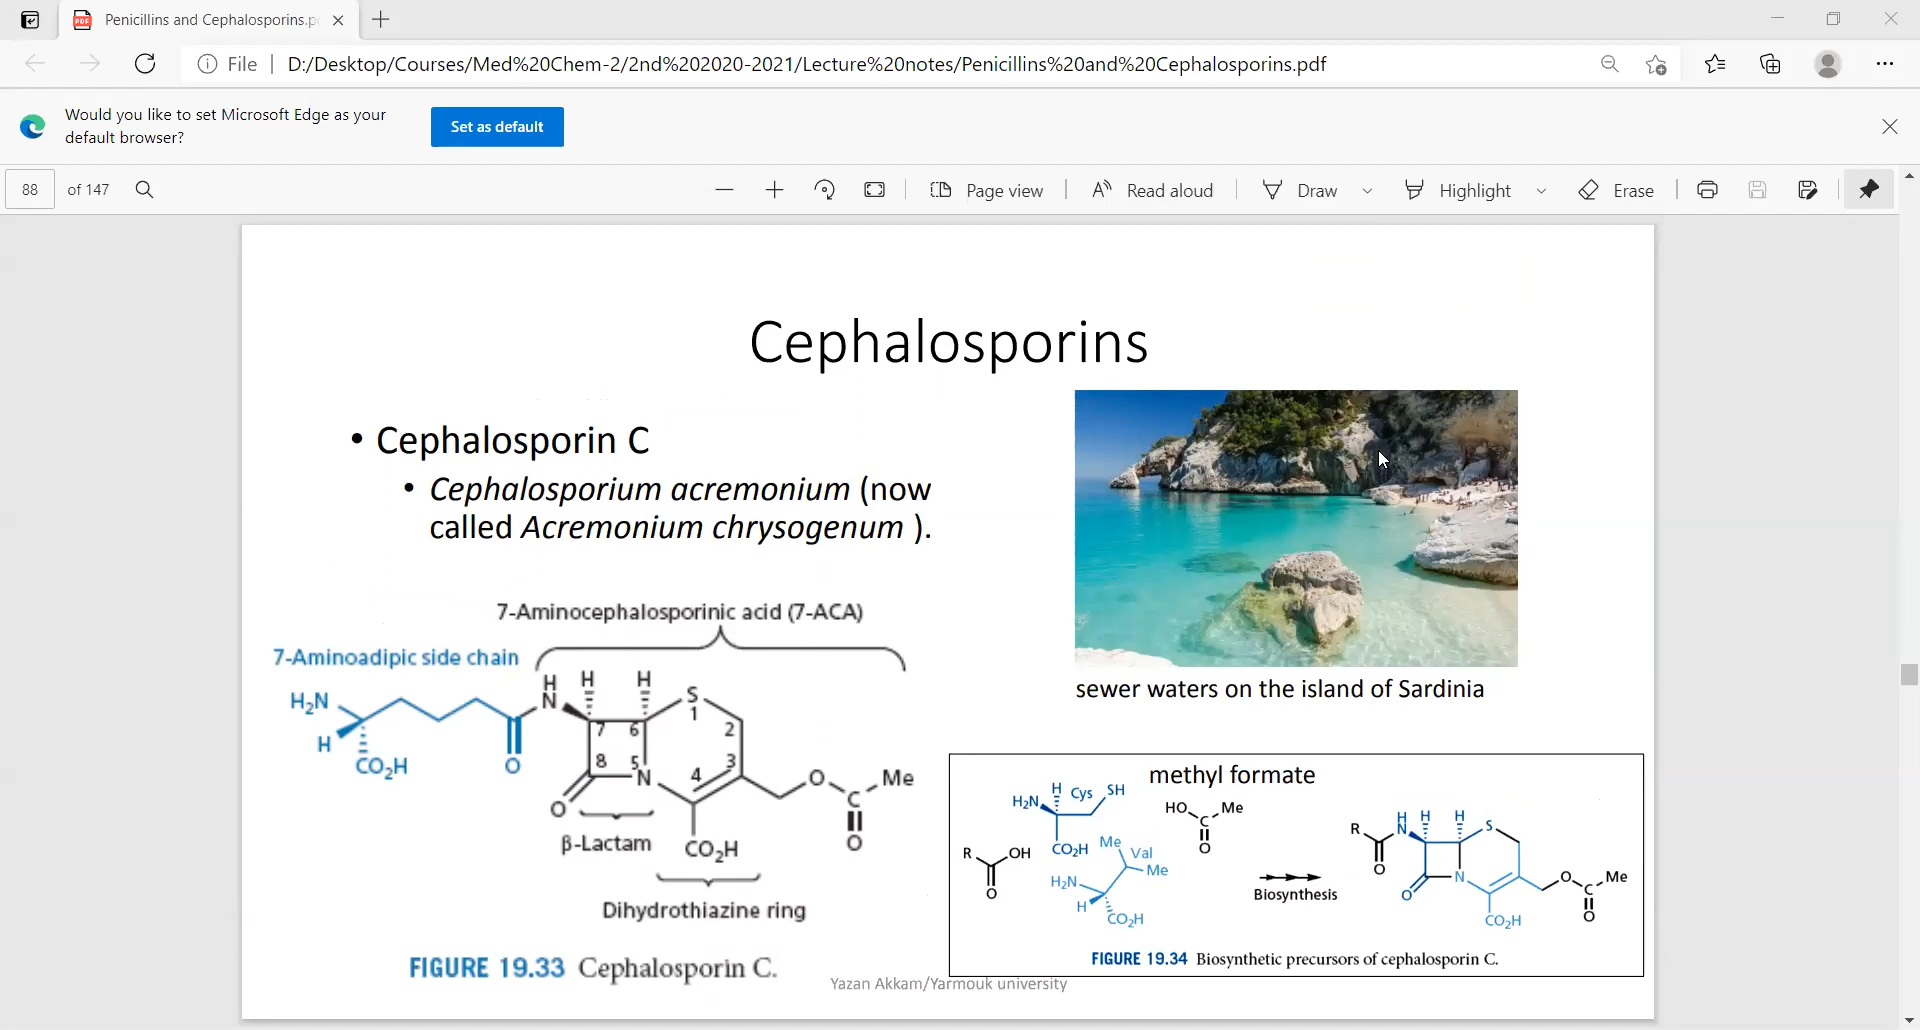 Penicillins and Cephalosporins.p
File
D:/Desktop/Courses/Med%20Chem-2/2nd%202020-2021/Lecture%20notes/Penicillins%20and%20Cephalosporins.pdf
Would you like to set Microsoft Edge as your
default browser?
Set as default
88 of 147
Page view
Read aloud
Draw
Highlight
Erase
Cephalosporins
• Cephalosporin C
• Cephalosporium acremonium (now
called Acremonium chrysogenum ).
sewer waters on the island of Sardinia
7-Aminocephalosporinic acid (7-ACA)
7-Aminoadipic side chain
H₂N
H
CO₂H
O
H
N
H
H
S
1
7
6
2
8
5
N
4
3
O
O
C
Me
O
β-Lactam
CO₂H
Dihydrothiazine ring
FIGURE 19.33 Cephalosporin C.
methyl formate
H₂N
H
Cys
SH
CO₂H
HO
C
Me
O
R
OH
O
Me
Val
Me
H₂N
H
CO₂H
Biosynthesis
R
O
H
N
H
H
S
O
N
CO₂H
O
C
Me
O
FIGURE 19.34 Biosynthetic precursors of cephalosporin C.
Yazan Akkam/Yarmouk university